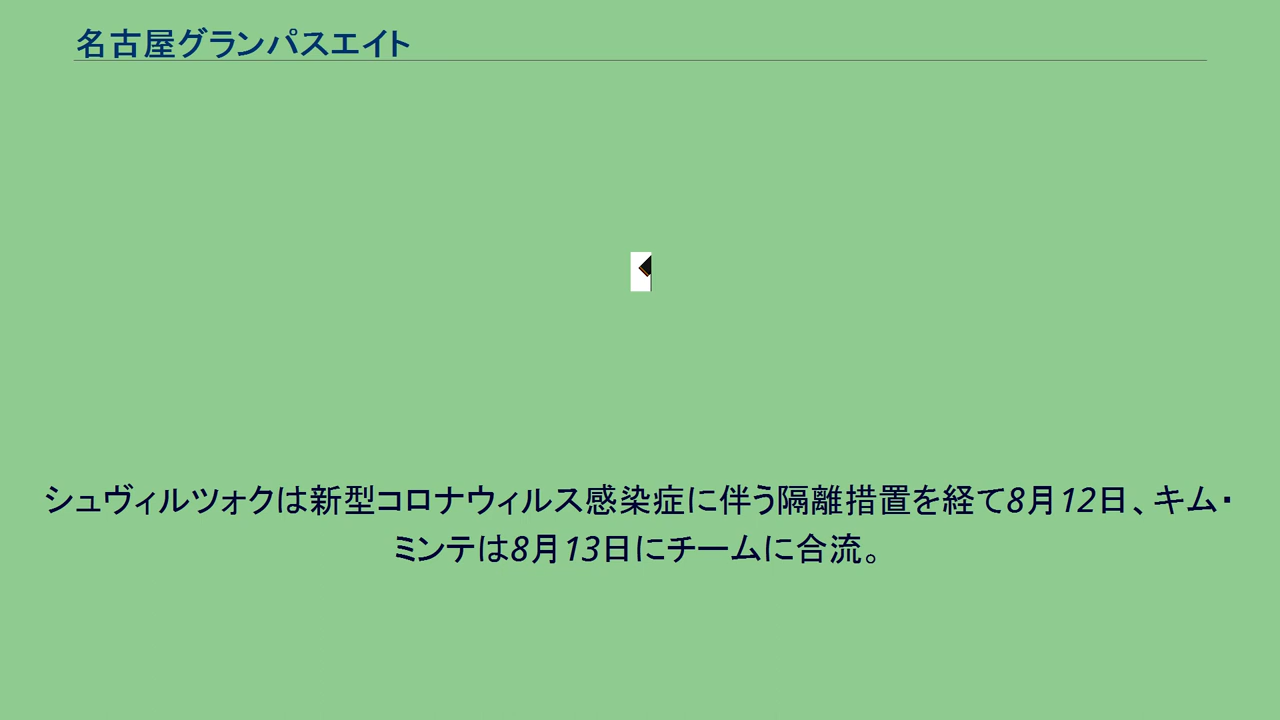 名古屋グランパスエイト
シュヴィルツォクは新型コロナウィルス感染症に伴う隔離措置を経て8月12日、キム・
ミンテは8月13日にチームに合流。